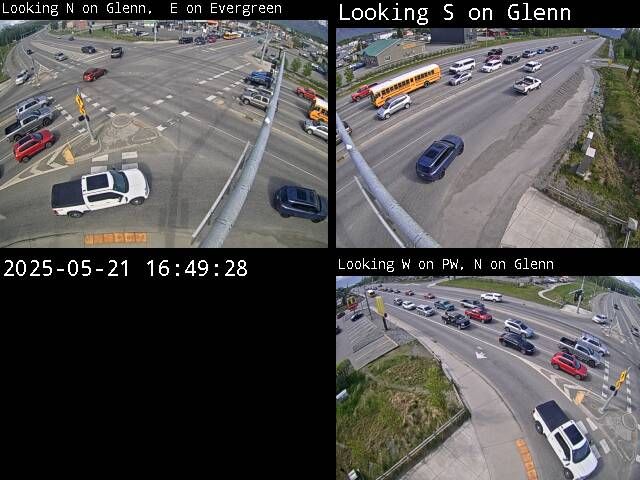 Looking N on Glenn,  E on Evergreen
Looking S on Glenn
2025-05-21 16:49:28
Looking W on PW, N on Glenn